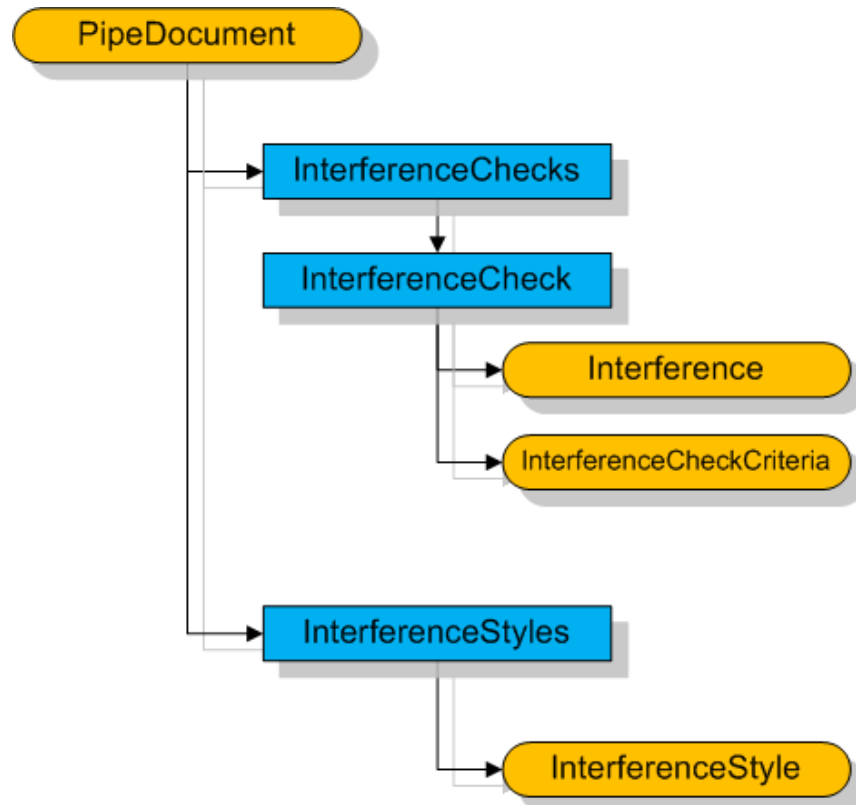 PipeDocument
InterferenceChecks
InterferenceCheck
Interference
InterferenceCheckCriteria
InterferenceStyles
InterferenceStyle